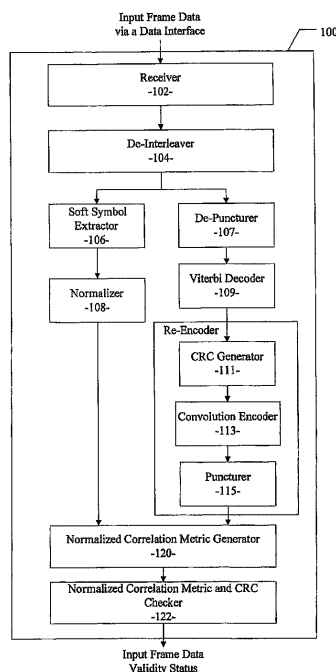 Input Frame Data
via a Data Interface
100
Receiver
-102-
De-Interleaver
-104-
Soft Symbol
Extractor
-106-
De-Puncturer
-107-
Normalizer
-108-
Viterbi Decoder
-109-
Re-Encoder
CRC Generator
-111-
Convolution Encoder
-113-
Puncturer
-115-
Normalized Correlation Metric Generator
-120-
Normalized Correlation Metric and CRC
Checker
-122-
Input Frame Data
Validity Status